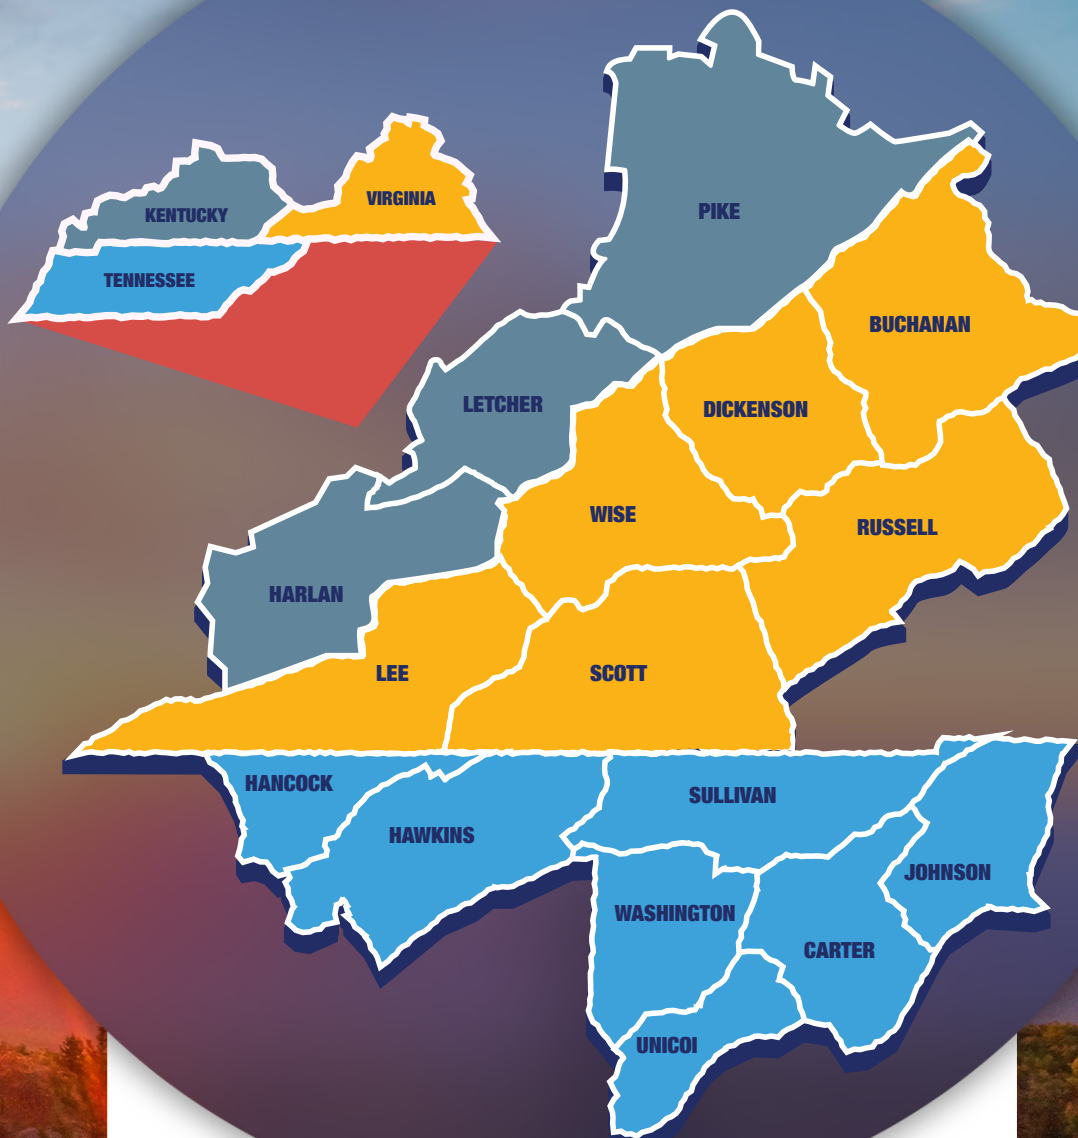 KENTUCKY
VIRGINIA
TENNESSEE
PIKE
BUCHANAN
LETCHER
DICKENSON
WISE
RUSSELL
HARLAN
LEE
SCOTT
HANCOCK
SULLIVAN
HAWKINS
JOHNSON
WASHINGTON
CARTER
UNICOI